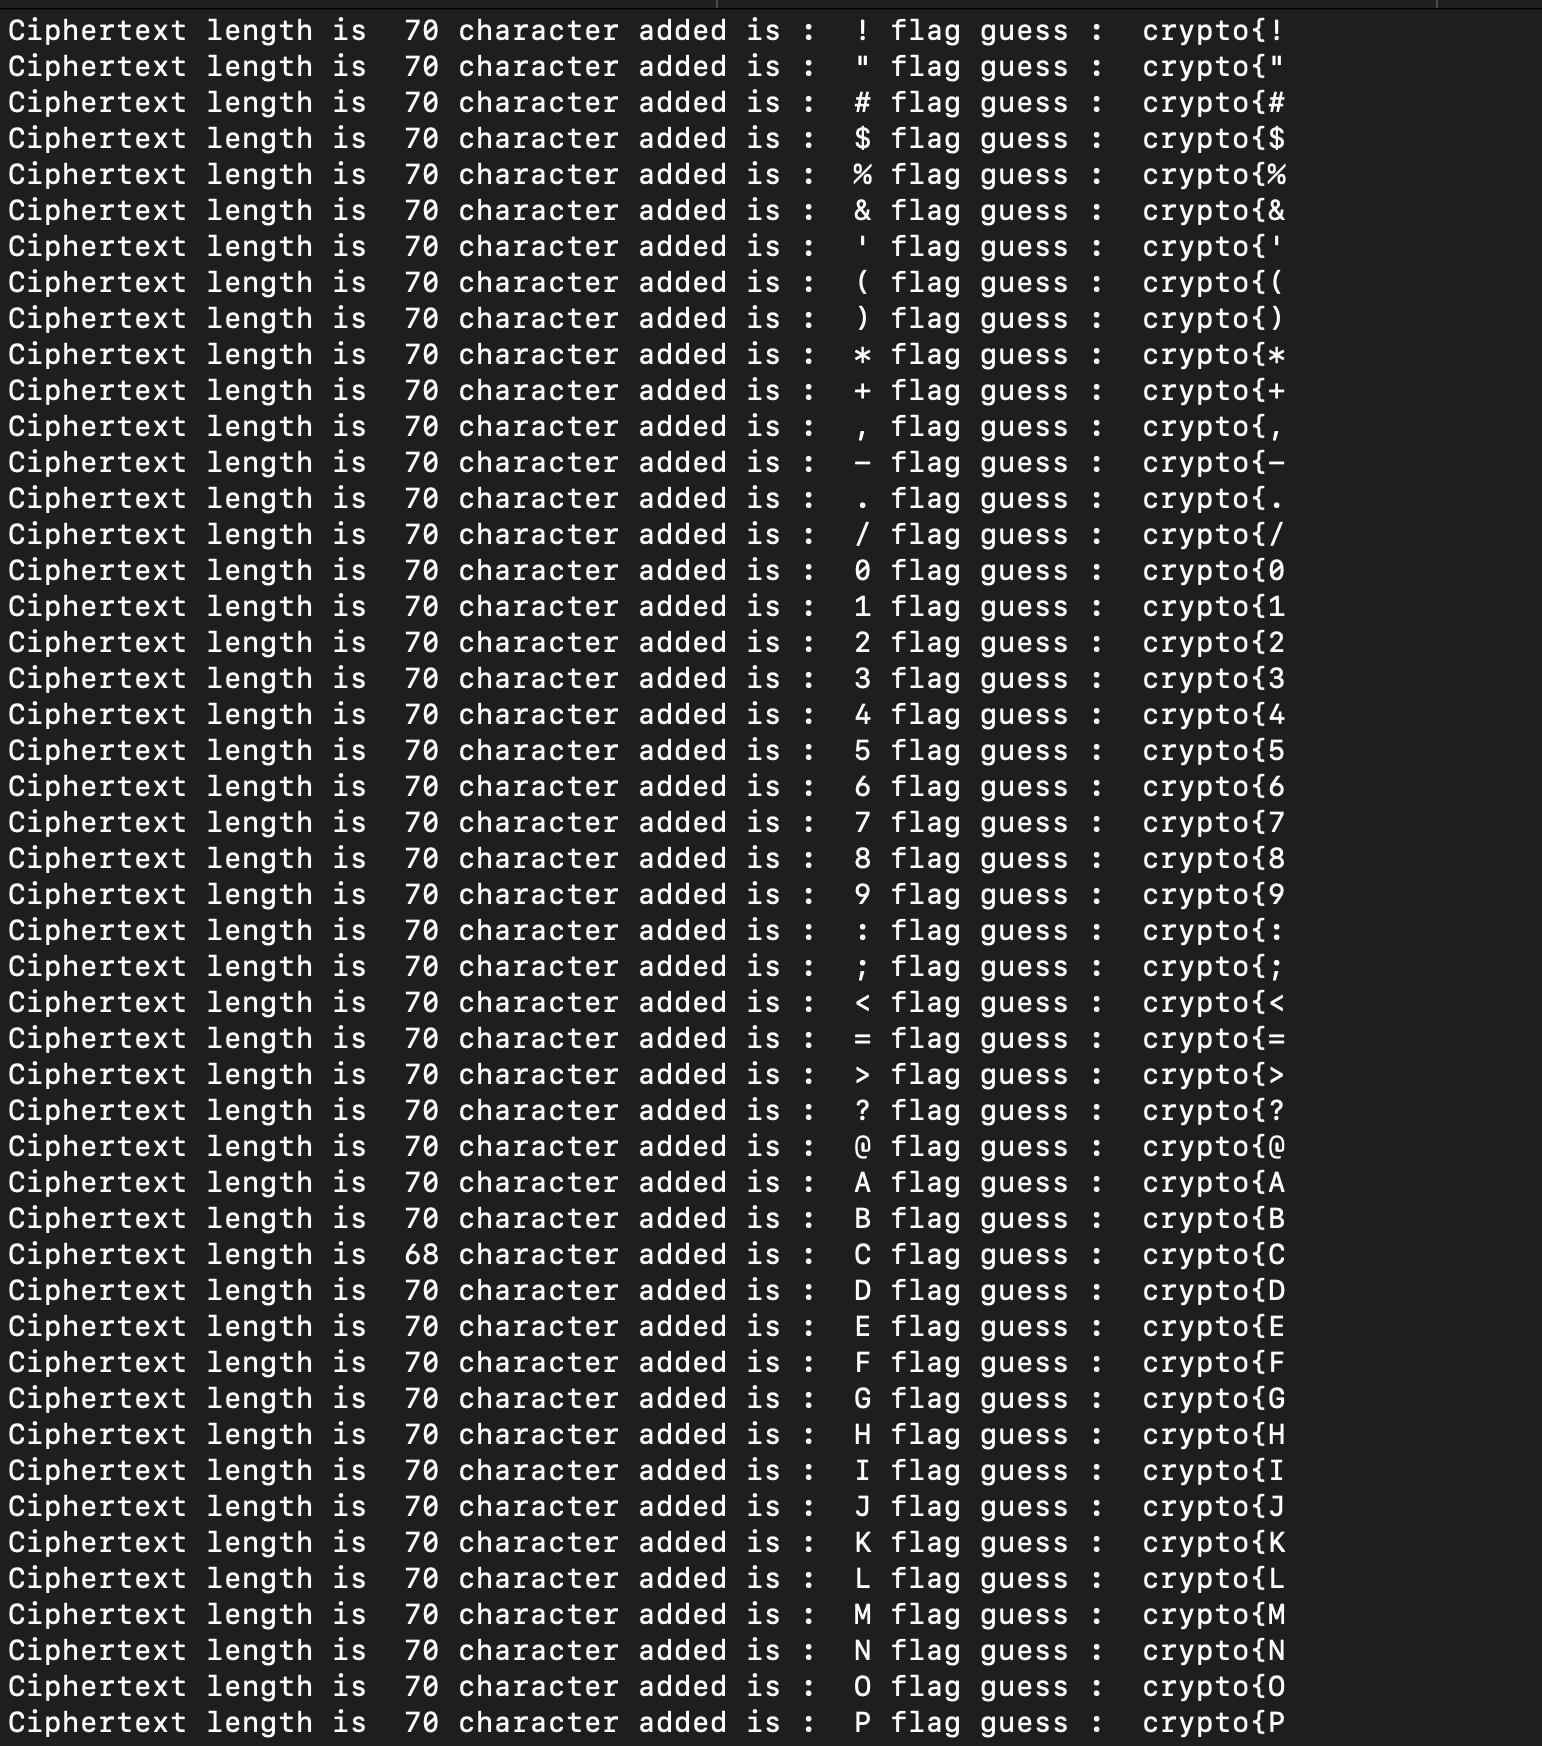 Ciphertext length is  70 character added is :  ! flag guess :  crypto{!
Ciphertext length is  70 character added is :  " flag guess :  crypto{"
Ciphertext length is  70 character added is :  # flag guess :  crypto{#
Ciphertext length is  70 character added is :  $ flag guess :  crypto{$
Ciphertext length is  70 character added is :  % flag guess :  crypto{%
Ciphertext length is  70 character added is :  & flag guess :  crypto{&
Ciphertext length is  70 character added is :  ' flag guess :  crypto{'
Ciphertext length is  70 character added is :  ( flag guess :  crypto{(
Ciphertext length is  70 character added is :  ) flag guess :  crypto{)
Ciphertext length is  70 character added is :  * flag guess :  crypto{*
Ciphertext length is  70 character added is :  + flag guess :  crypto{+
Ciphertext length is  70 character added is :  , flag guess :  crypto{,
Ciphertext length is  70 character added is :  - flag guess :  crypto{-
Ciphertext length is  70 character added is :  . flag guess :  crypto{.
Ciphertext length is  70 character added is :  / flag guess :  crypto{/
Ciphertext length is  70 character added is :  0 flag guess :  crypto{0
Ciphertext length is  70 character added is :  1 flag guess :  crypto{1
Ciphertext length is  70 character added is :  2 flag guess :  crypto{2
Ciphertext length is  70 character added is :  3 flag guess :  crypto{3
Ciphertext length is  70 character added is :  4 flag guess :  crypto{4
Ciphertext length is  70 character added is :  5 flag guess :  crypto{5
Ciphertext length is  70 character added is :  6 flag guess :  crypto{6
Ciphertext length is  70 character added is :  7 flag guess :  crypto{7
Ciphertext length is  70 character added is :  8 flag guess :  crypto{8
Ciphertext length is  70 character added is :  9 flag guess :  crypto{9
Ciphertext length is  70 character added is :  : flag guess :  crypto{:
Ciphertext length is  70 character added is :  ; flag guess :  crypto{;
Ciphertext length is  70 character added is :  < flag guess :  crypto{<
Ciphertext length is  70 character added is :  = flag guess :  crypto{=
Ciphertext length is  70 character added is :  > flag guess :  crypto{>
Ciphertext length is  70 character added is :  ? flag guess :  crypto{?
Ciphertext length is  70 character added is :  @ flag guess :  crypto{@
Ciphertext length is  70 character added is :  A flag guess :  crypto{A
Ciphertext length is  70 character added is :  B flag guess :  crypto{B
Ciphertext length is  68 character added is :  C flag guess :  crypto{C
Ciphertext length is  70 character added is :  D flag guess :  crypto{D
Ciphertext length is  70 character added is :  E flag guess :  crypto{E
Ciphertext length is  70 character added is :  F flag guess :  crypto{F
Ciphertext length is  70 character added is :  G flag guess :  crypto{G
Ciphertext length is  70 character added is :  H flag guess :  crypto{H
Ciphertext length is  70 character added is :  I flag guess :  crypto{I
Ciphertext length is  70 character added is :  J flag guess :  crypto{J
Ciphertext length is  70 character added is :  K flag guess :  crypto{K
Ciphertext length is  70 character added is :  L flag guess :  crypto{L
Ciphertext length is  70 character added is :  M flag guess :  crypto{M
Ciphertext length is  70 character added is :  N flag guess :  crypto{N
Ciphertext length is  70 character added is :  O flag guess :  crypto{O
Ciphertext length is  70 character added is :  P flag guess :  crypto{P